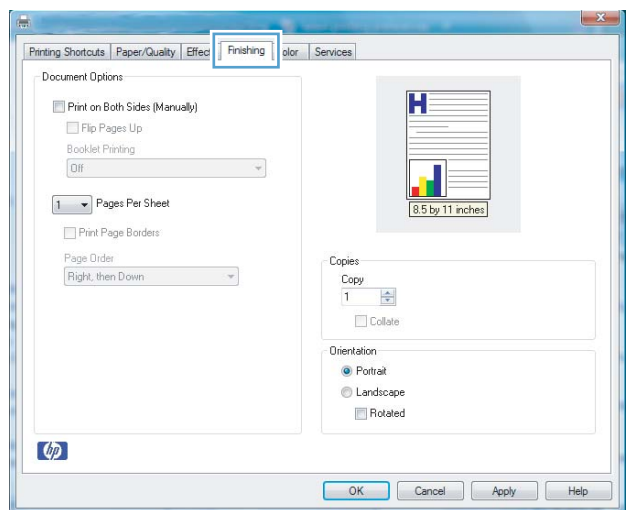 Printing Shortcuts Paper/Quality Effec Finishing olor Services
Document Options
Print on Both Sides (Manually)
Flip Pages Up
Booklet Printing
Off
1 Pages Per Sheet
Print Page Borders
Page Order
Right, then Down
H
8.5 by 11 inches
Copies
Copy
1
Collate
Orientation
Portrait
Landscape
Rotated
hp
OK Cancel Apply Help